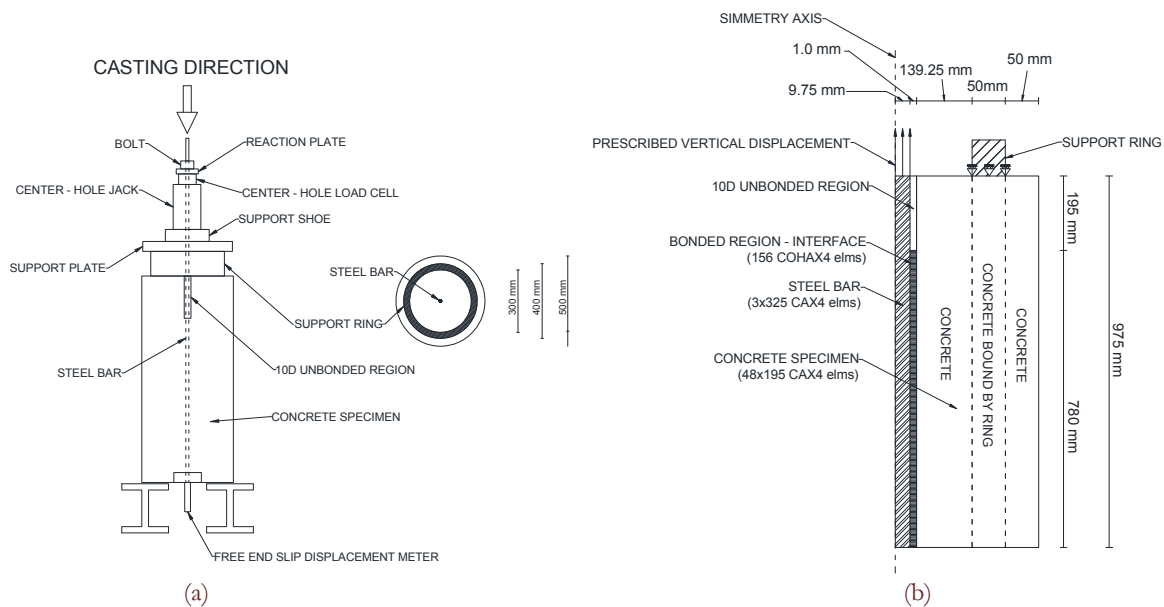 CASTING DIRECTION
BOLT
REACTION PLATE
CENTER - HOLE JACK
CENTER - HOLE LOAD CELL
SUPPORT SHOE
SUPPORT PLATE
STEEL BAR
300 mm
400 mm
500 mm
SUPPORT RING
STEEL BAR
10D UNBONDED REGION
CONCRETE SPECIMEN
FREE END SLIP DISPLACEMENT METER
(a)
SIMMETRY AXIS
1.0 mm
139.25 mm
50 mm
9.75 mm
50mm
PRESCRIBED VERTICAL DISPLACEMENT
SUPPORT RING
10D UNBONDED REGION
195 mm
BONDED REGION - INTERFACE
(156 COHAX4 elms)
STEEL BAR
(3x325 CAX4 elms)
CONCRETE
CONCRETE BOUND BY RING
CONCRETE
975 mm
CONCRETE SPECIMEN
(48x195 CAX4 elms)
780 mm
(b)